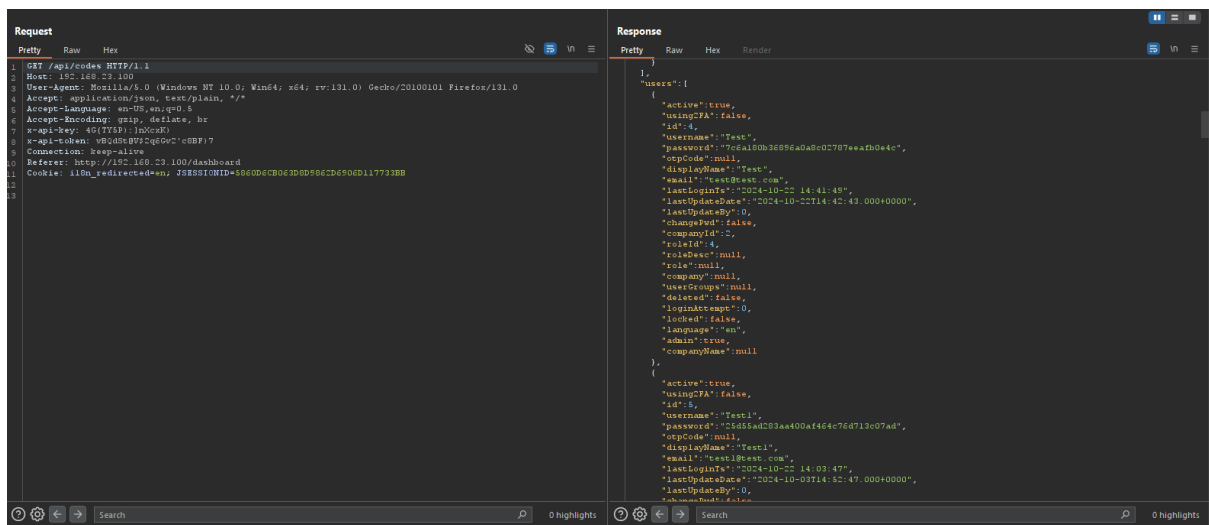 Request
Pretty Raw Hex
\n
1 GET /api/codes HTTP/1.1
2 Host: 192.168.23.100
3 User-Agent: Mozilla/5.0 (Windows NT 10.0; Win64; x64; rv:131.0) Gecko/20100101 Firefox/131.0
4 Accept: application/json, text/plain, */*
5 Accept-Language: en-US,en;q=0.5
6 Accept-Encoding: gzip, deflate, br
7 x-api-key:
8 x-api-token:
9 Connection: keep-alive
10 Referer: http://192.168.23.100/dashboard
11 Cookie: i18n_redirected=en; JSESSIONID=5860D6CB063D8D986CD6906D117733BB
12
13
Search
0 highlights
Response
Pretty Raw Hex Render
\n
}
],
"users":[
{
"active":true,
"using2FA":false,
"id":4,
"username":"Test",
"password":"7c6a180b36896a0a8c02787eeafb0e4c",
"otpCode":null,
"displayName":"Test",
"email":"test@test.com",
"lastLoginTs":"2024-10-22 14:41:49",
"lastUpdateDate":"2024-10-22T14:42:43.000+0000",
"lastUpdateBy":0,
"changePwd":false,
"companyId":2,
"roleId":4,
"roleDesc":null,
"role":null,
"company":null,
"userGroups":null,
"deleted":false,
"loginAttempt":0,
"locked":false,
"language":"en",
"admin":true,
"companyName":null
},
{
"active":true,
"using2FA":false,
"id":5,
"username":"Test1",
"password":"25d55ad283aa400af464c76d713c07ad",
"otpCode":null,
"displayName":"Test1",
"email":"test1@test.com",
"lastLoginTs":"2024-10-22 14:03:47",
"lastUpdateDate":"2024-10-03T14:52:47.000+0000",
"lastUpdateBy":0,
"changePwd":false
Search
0 highlights